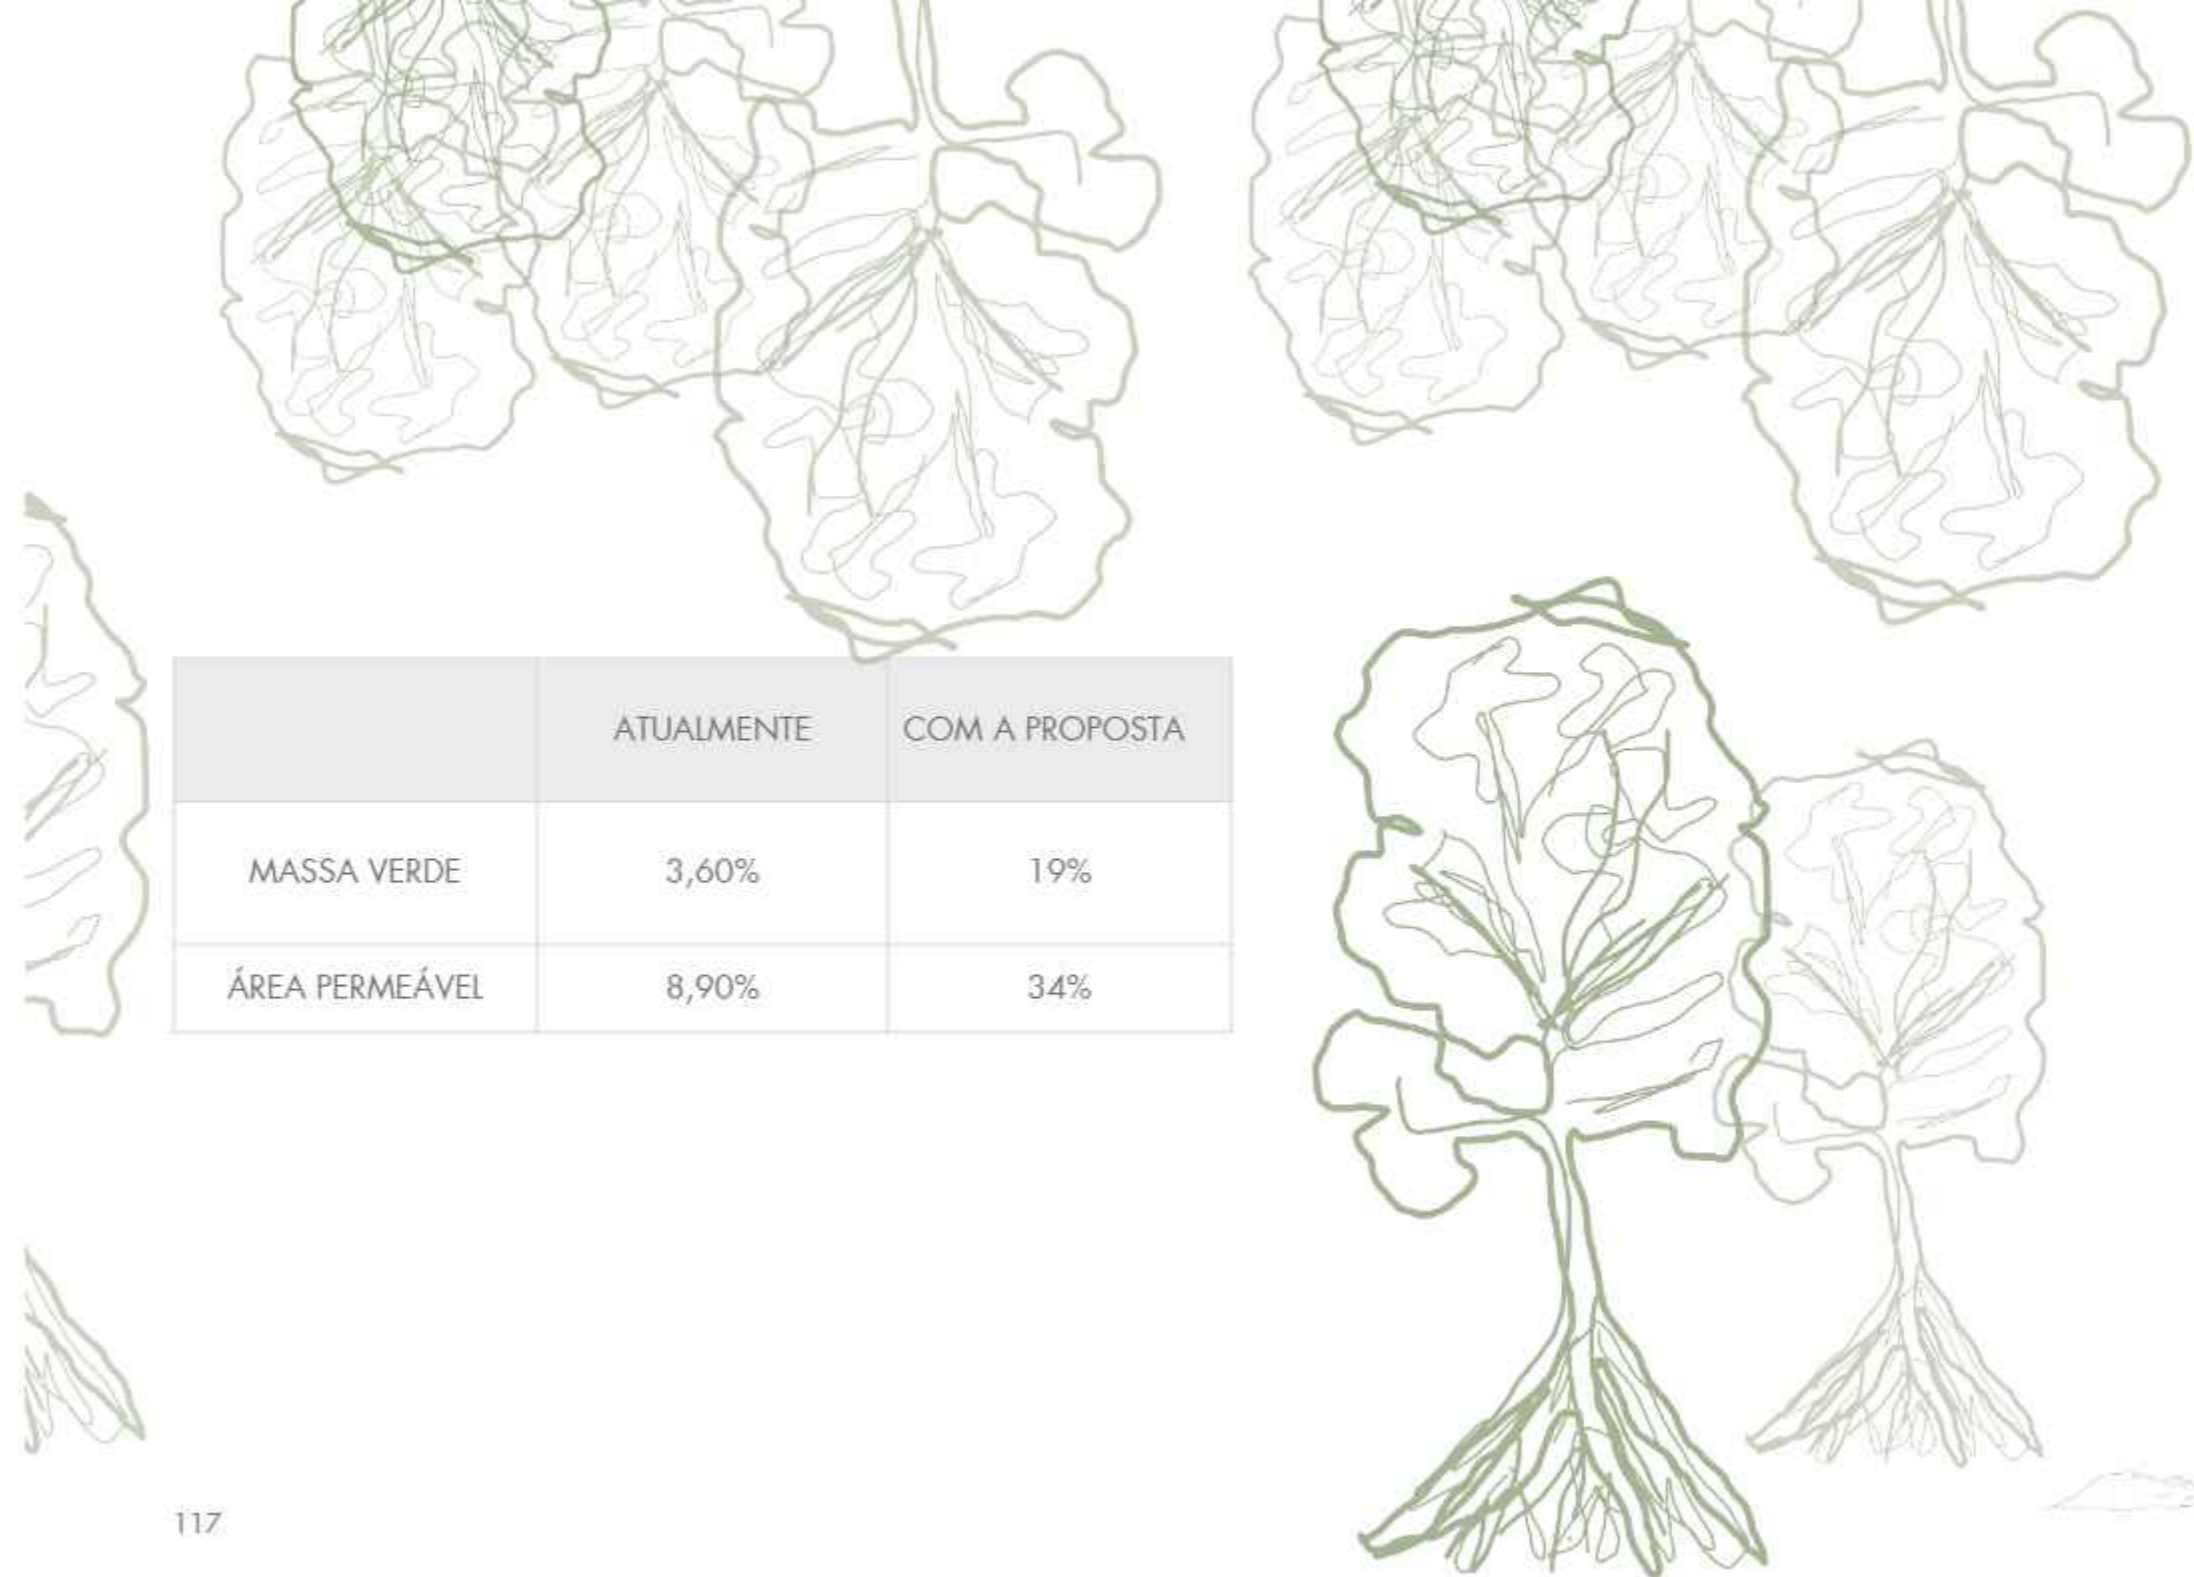 ATUALMENTE COM A PROPOSTA
MASSA VERDE 3,60% 19%
ÁREA PERMEÁVEL 8,90% 34%
117